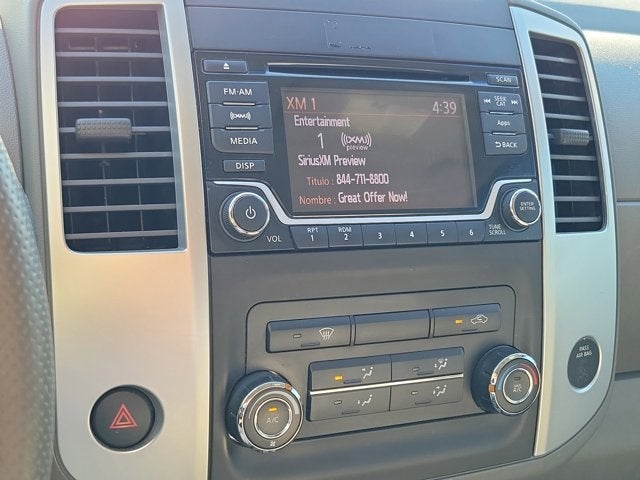 FM·AM
MEDIA
DISP
VOL
XM 1
4:39
Entertainment
1
((XM))
preview
SiriusXM Preview
Titulo : 844-711-8800
Nombre : Great Offer Now!
SCAN
SEEK
CAT
Apps
BACK
ENTER
SETTING
TUNE
SCROLL
RPT
1
RDM
2
3
4
5
6
A/C
A/C
PASS
AIR BAG